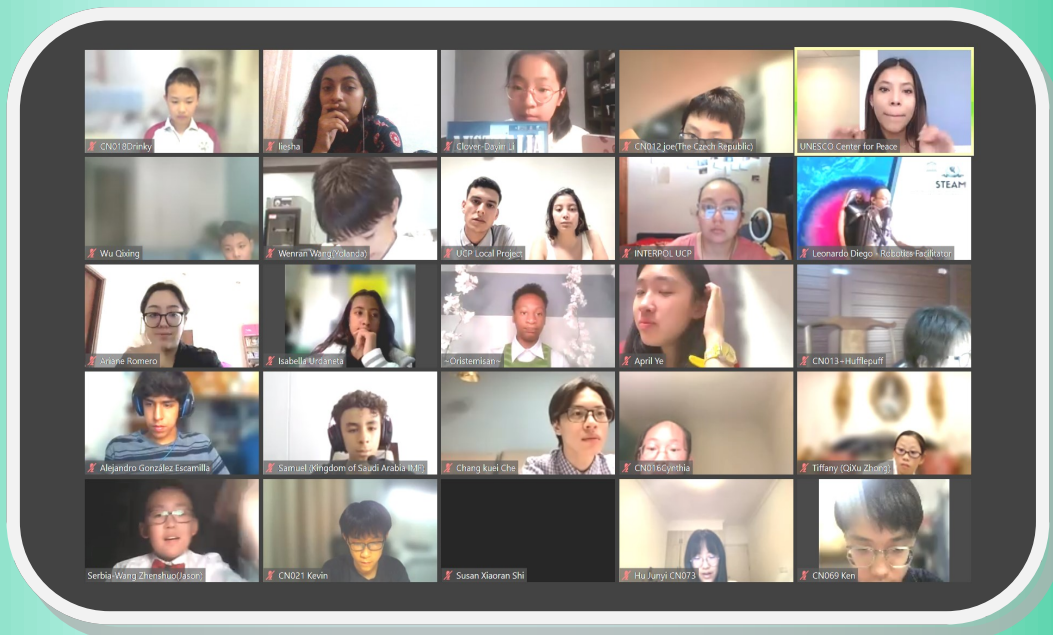 CN018Drinky
liesha
Clover-Dayie Li
CN012 joe(The Czech Republic)
UNESCO Center for Peace
STEAM
Wu Qixing
Wenran Wang(Yolanda)
UCP Local Project
INTERPOL UCP
Leonardo Diego - Robotics Facilitator
Ariane Romero
Isabella Urdaneta
~Oristemisan~
April Ye
CN013~Hufflepuff
Alejandro González Escamilla
Samuel (Kingdom of Saudi Arabia IMF)
Chang kuei Che
CN016Cynthia
Tiffany (QiXu Zhong)
Serbia-Wang Zhenshuo(Jason)
CN021 Kevin
Susan Xiaoran Shi
Hu Junyi CN073
CN069 Ken